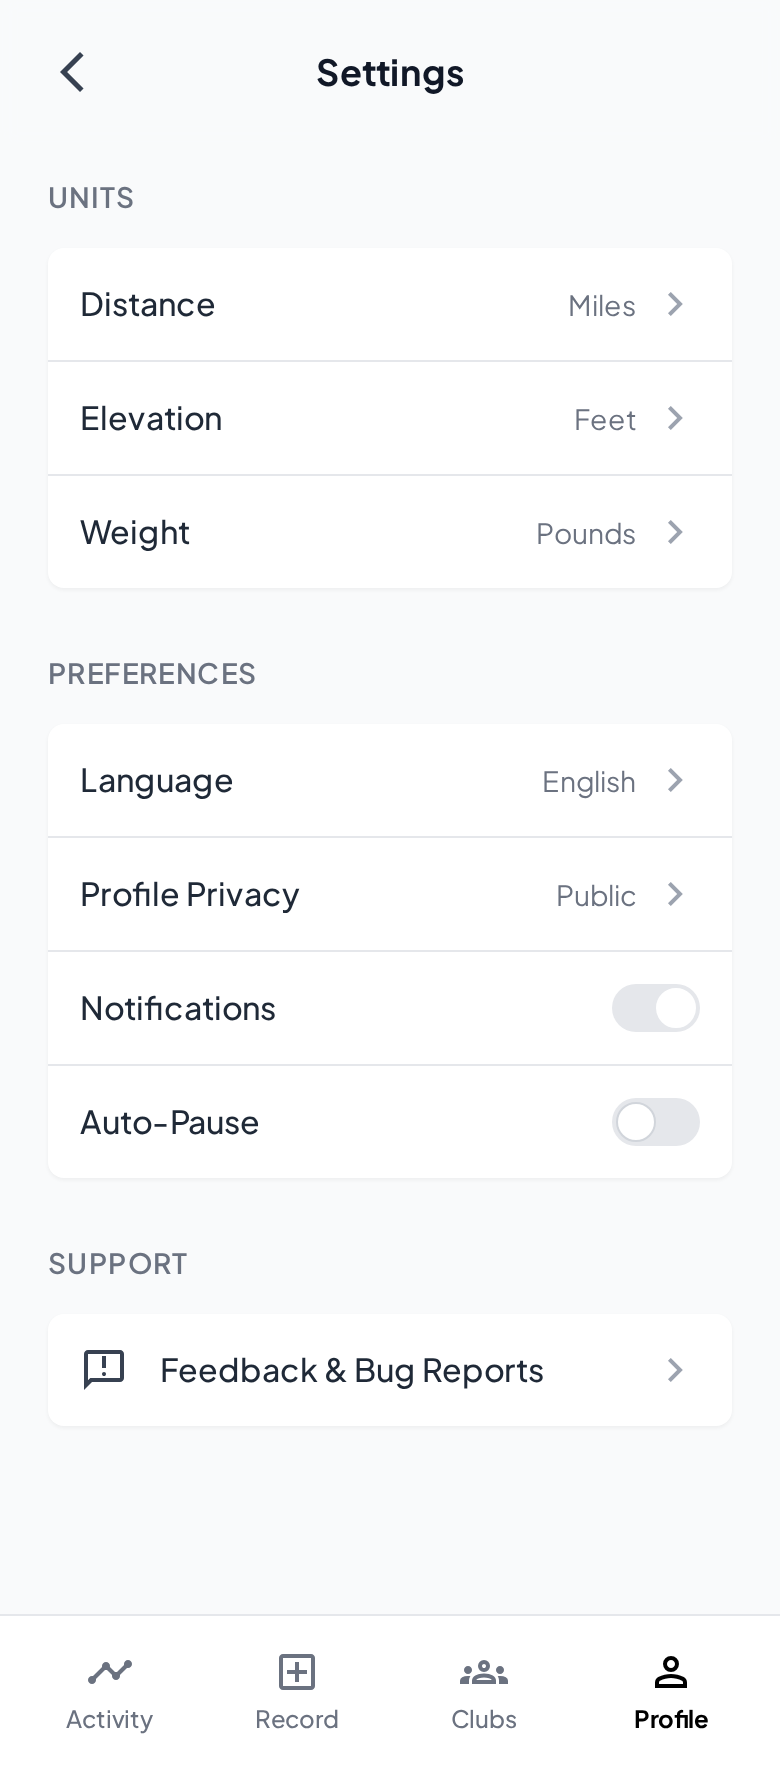 Settings
UNITS
Distance Miles
Elevation Feet
Weight Pounds
PREFERENCES
Language English
Profile Privacy Public
Notifications
Auto-Pause
SUPPORT
Feedback & Bug Reports
Activity Record Clubs Profile